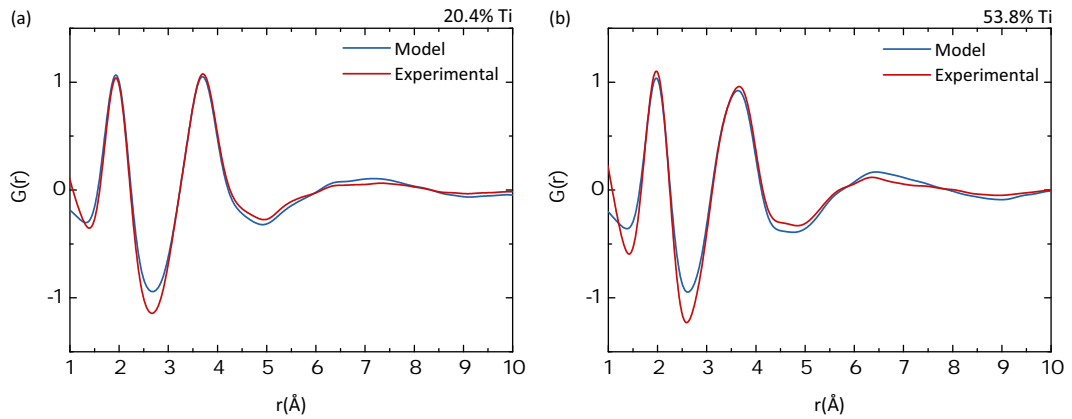 (a)
20.4% Ti
Model
Experimental
1
0
-1
G(r)
1 2 3 4 5 6 7 8 9 10
r(Å)
(b)
53.8% Ti
Model
Experimental
1
0
-1
G(r)
1 2 3 4 5 6 7 8 9 10
r(Å)